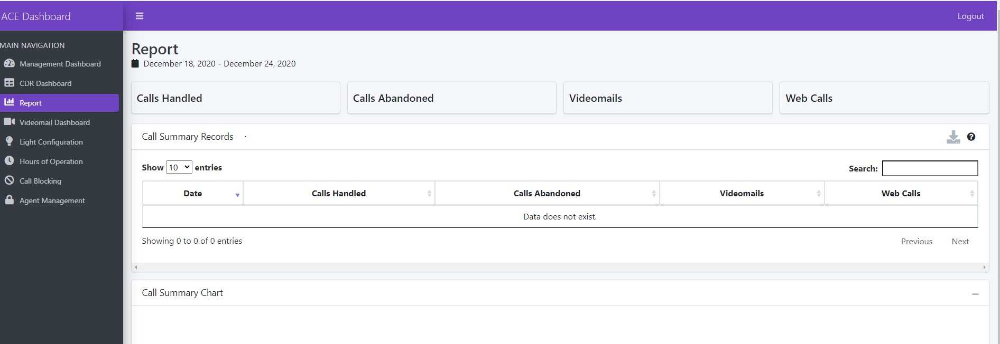 ACE Dashboard
Logout
MAIN NAVIGATION
Management Dashboard
CDR Dashboard
Report
Videomail Dashboard
Light Configuration
Hours of Operation
Call Blocking
Agent Management
Report
December 18, 2020 - December 24, 2020
Calls Handled
Calls Abandoned
Videomails
Web Calls
Call Summary Records
Show 10 entries
Search:
Date Calls Handled Calls Abandoned Videomails Web Calls
Data does not exist.
Showing 0 to 0 of 0 entries
Previous Next
Call Summary Chart